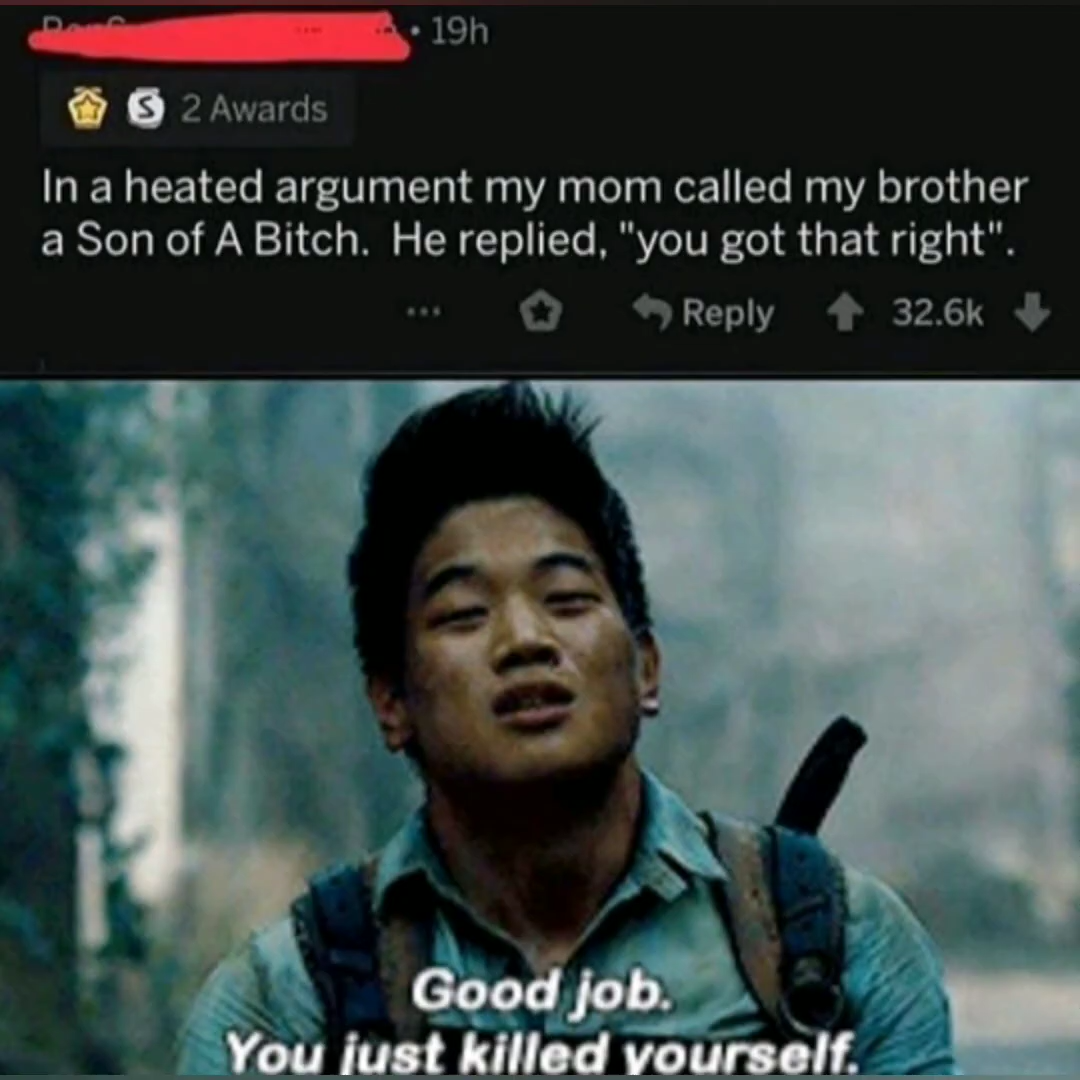 • 19h
2 Awards
In a heated argument my mom called my brother
a Son of A Bitch. He replied, "you got that right".
... Reply 32.6k
Good job.
You just killed yourself.